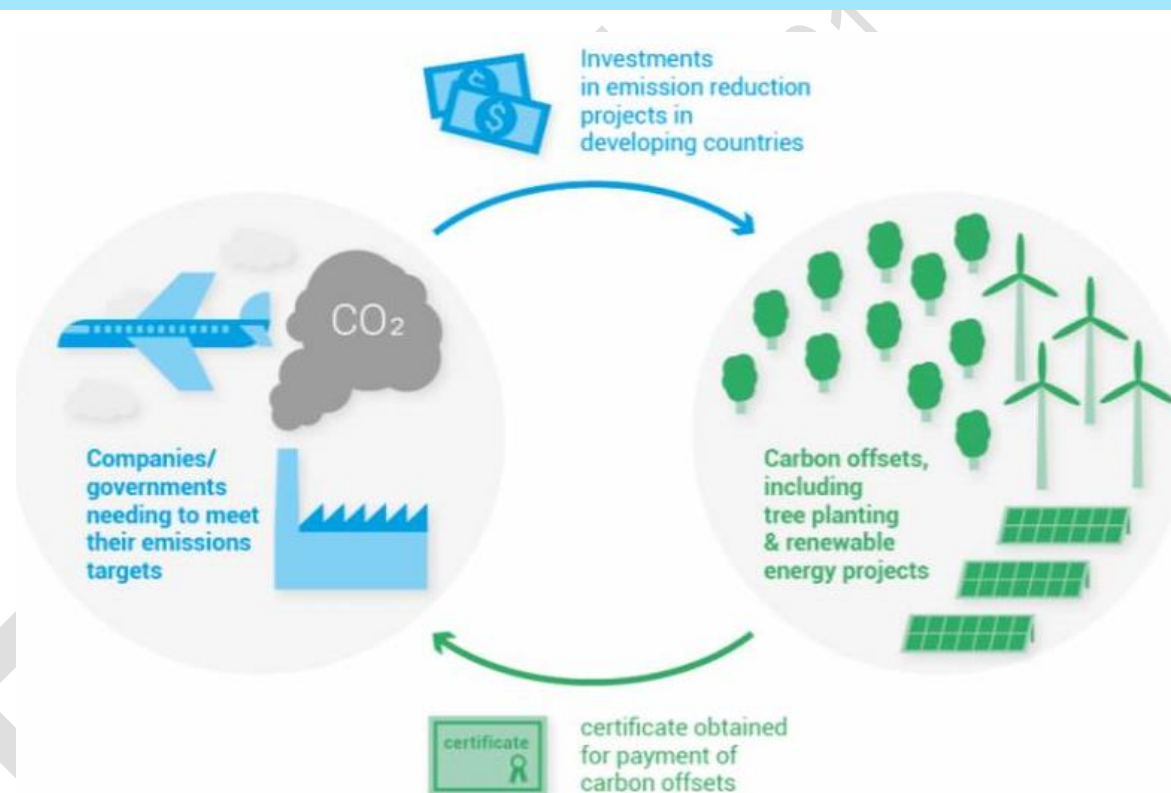 Investments
in emission reduction
projects in
developing countries
CO₂
Companies/
governments
needing to meet
their emissions
targets
Carbon offsets,
including
tree planting
& renewable
energy projects
certificate
certificate obtained
for payment of
carbon offsets